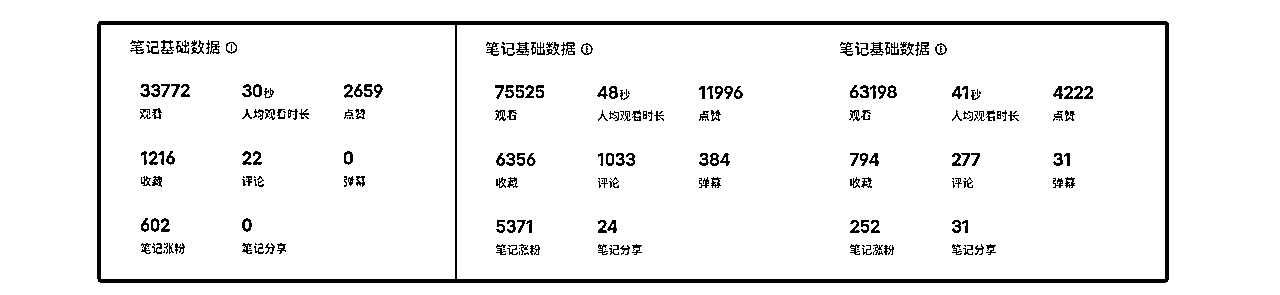 笔记基础数据 ⓘ
33772 30秒 2659
观看 人均观看时长 点赞
1216 22 0
收藏 评论 弹幕
602 0
笔记涨粉 笔记分享
笔记基础数据 ⓘ
75525 48秒 11996
观看 人均观看时长 点赞
6356 1033 384
收藏 评论 弹幕
5371 24
笔记涨粉 笔记分享
笔记基础数据 ⓘ
63198 41秒 4222
观看 人均观看时长 点赞
794 277 31
收藏 评论 弹幕
252 31
笔记涨粉 笔记分享